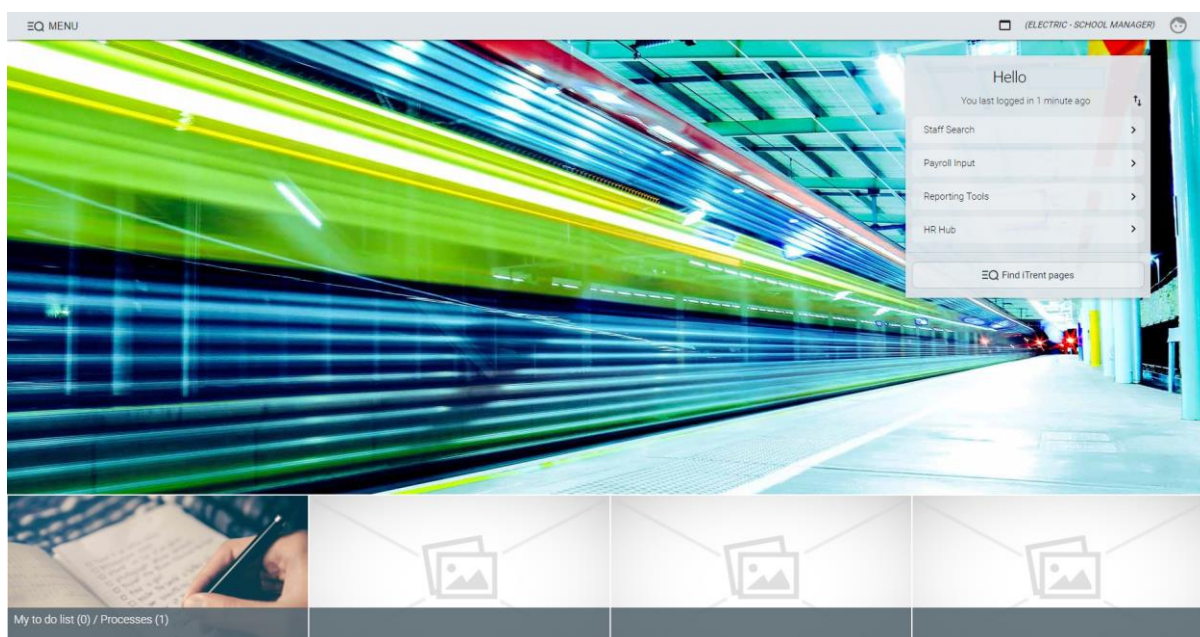 MENU
(ELECTRIC - SCHOOL MANAGER)
Hello
You last logged in 1 minute ago
Staff Search
Payroll Input
Reporting Tools
HR Hub
Find iTrent pages
My to do list (0) / Processes (1)